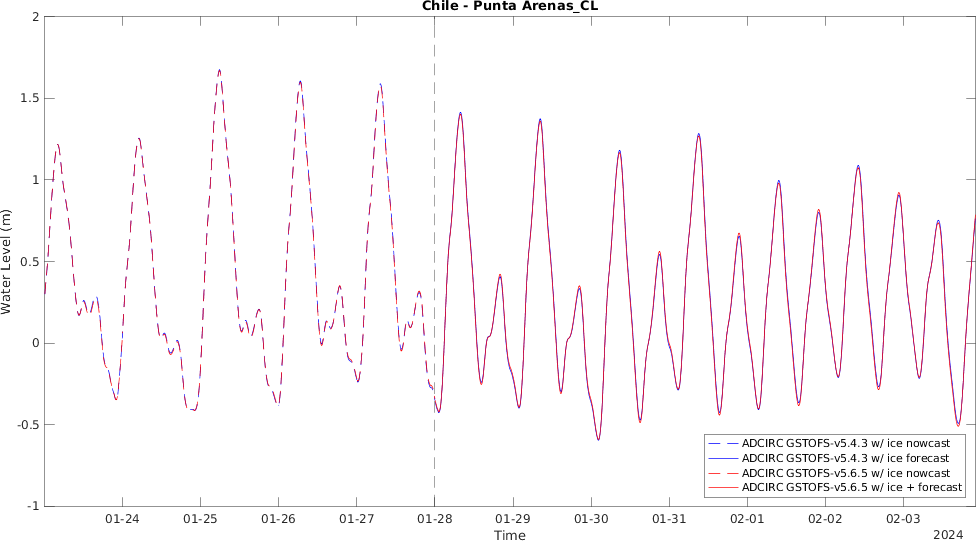 Chile - Punta Arenas_CL
2
1.5
1
0.5
0
-0.5
-1
Water Level (m)
ADCIRC GSTOFS-v5.4.3 w/ ice nowcast
ADCIRC GSTOFS-v5.4.3 w/ ice forecast
ADCIRC GSTOFS-v5.6.5 w/ ice nowcast
ADCIRC GSTOFS-v5.6.5 w/ ice + forecast
01-24 01-25 01-26 01-27 01-28 01-29 01-30 01-31 02-01 02-02 02-03
Time
2024